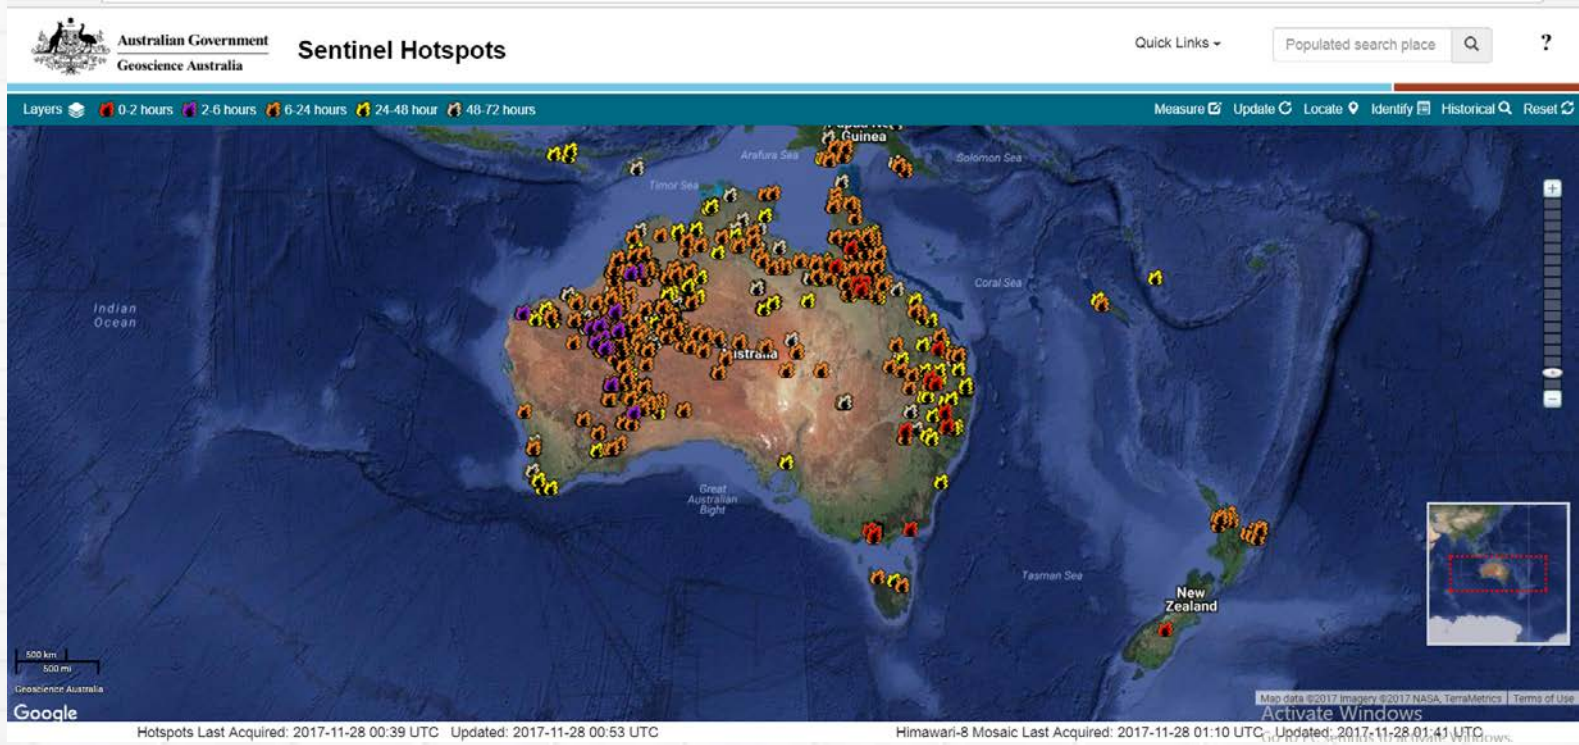 Australian Government
Geoscience Australia
Sentinel Hotspots
Quick Links
Populated search place
?
Layers 0-2 hours 2-6 hours 6-24 hours 24-48 hour 48-72 hours
Measure Update Locate Identify Historical Reset
Guinea
Arafura Sea
Solomon Sea
Timor Sea
Coral Sea
Indian
Ocean
Great
Australian
Bight
Tasman Sea
New
Zealand
500 km
500 mi
Geoscience Australia
Google
Map data ©2017 Imagery ©2017 NASA, TerraMetrics Terms of Use
Activate Windows
Hotspots Last Acquired: 2017-11-28 00:39 UTC Updated: 2017-11-28 00:53 UTC
Himawari-8 Mosaic Last Acquired: 2017-11-28 01:10 UTC Updated: 2017-11-28 01:41 UTC